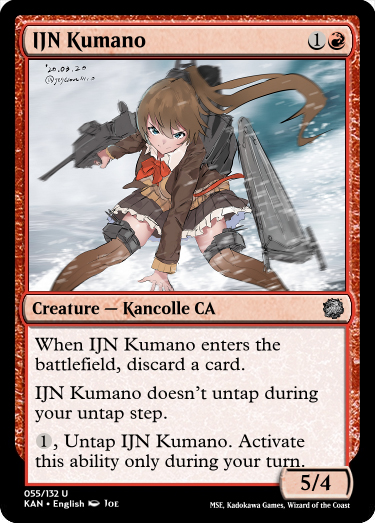 IJN Kumano
1
'20.03.20
When IJN Kumano enters the
battlefield, discard a card.
IJN Kumano doesn't untap during
your untap step.
1, Untap IJN Kumano. Activate
this ability only during your turn.
Creature — Kancolle CA
5/4
055/132 U
KAN • English JOE
MSE, Kadokawa Games, Wizard of the Coast